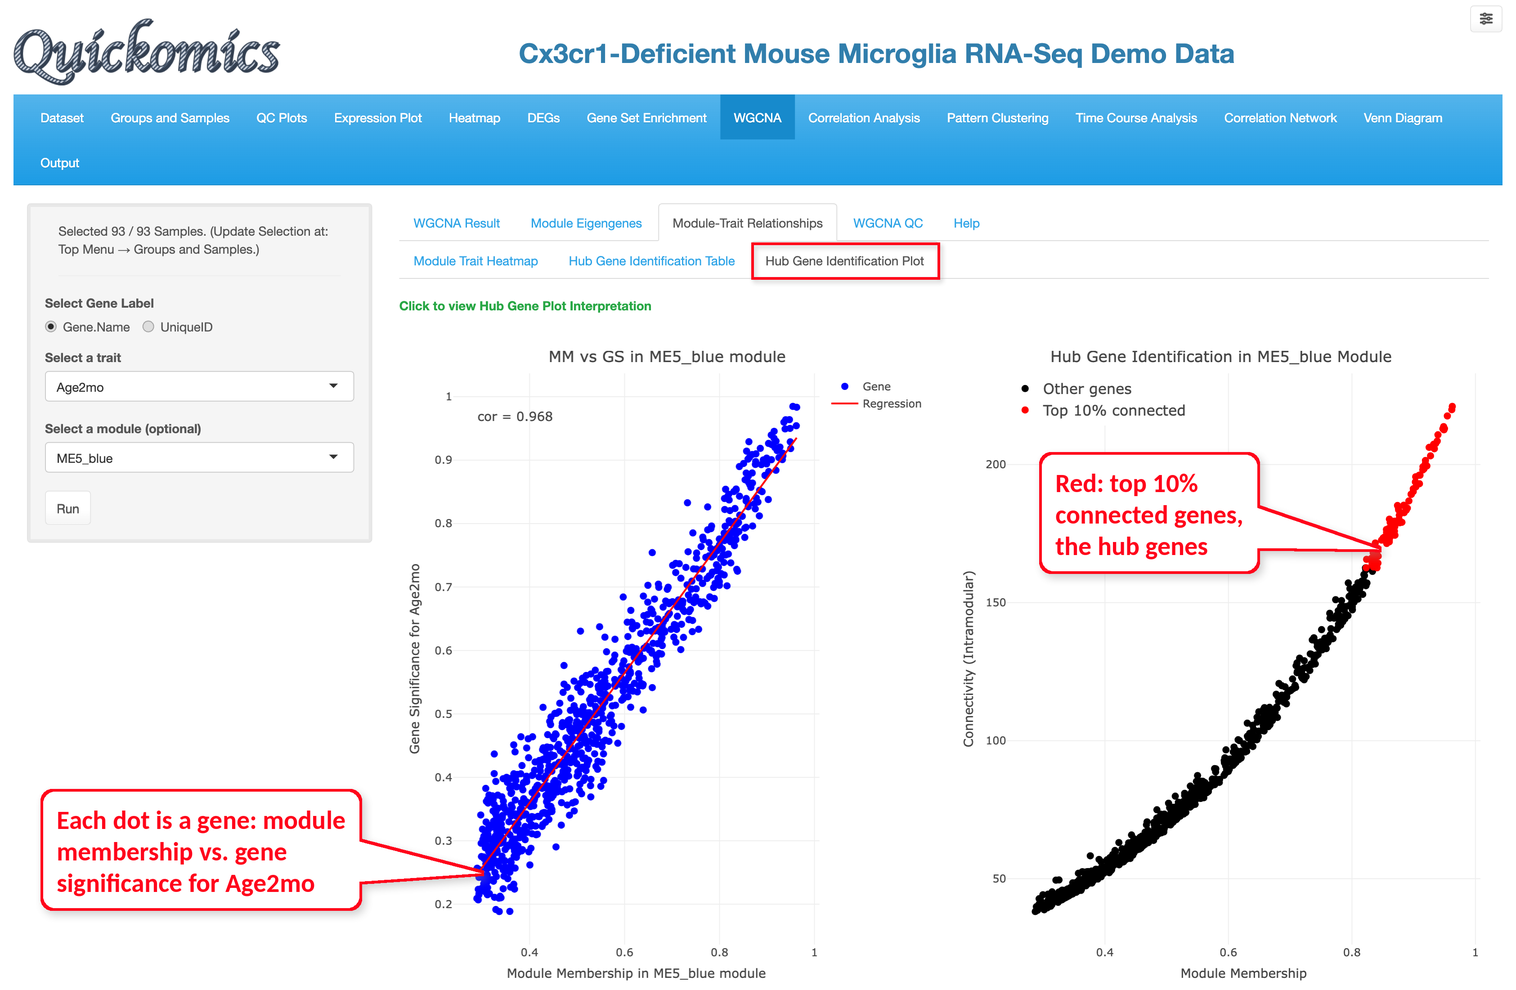 Quickomics
Cx3cr1-Deficient Mouse Microglia RNA-Seq Demo Data
Dataset Groups and Samples QC Plots Expression Plot Heatmap DEGs Gene Set Enrichment WGCNA Correlation Analysis Pattern Clustering Time Course Analysis Correlation Network Venn Diagram
Output
Selected 93 / 93 Samples. (Update Selection at:
Top Menu → Groups and Samples.)
Select Gene Label
Gene.Name UniqueID
Select a trait
Age2mo
Select a module (optional)
ME5_blue
Run
WGCNA Result Module Eigengenes Module-Trait Relationships WGCNA QC Help
Module Trait Heatmap Hub Gene Identification Table Hub Gene Identification Plot
Click to view Hub Gene Plot Interpretation
MM vs GS in ME5_blue module
cor = 0.968
Gene
Regression
1
0.9
0.8
0.7
0.6
0.5
0.4
0.3
0.2
Gene Significance for Age2mo
0.4 0.6 0.8 1
Module Membership in ME5_blue module
Each dot is a gene: module
membership vs. gene
significance for Age2mo
Hub Gene Identification in ME5_blue Module
Other genes
Top 10% connected
Red: top 10%
connected genes,
the hub genes
200
150
100
50
Connectivity (Intramodular)
0.4 0.6 0.8 1
Module Membership